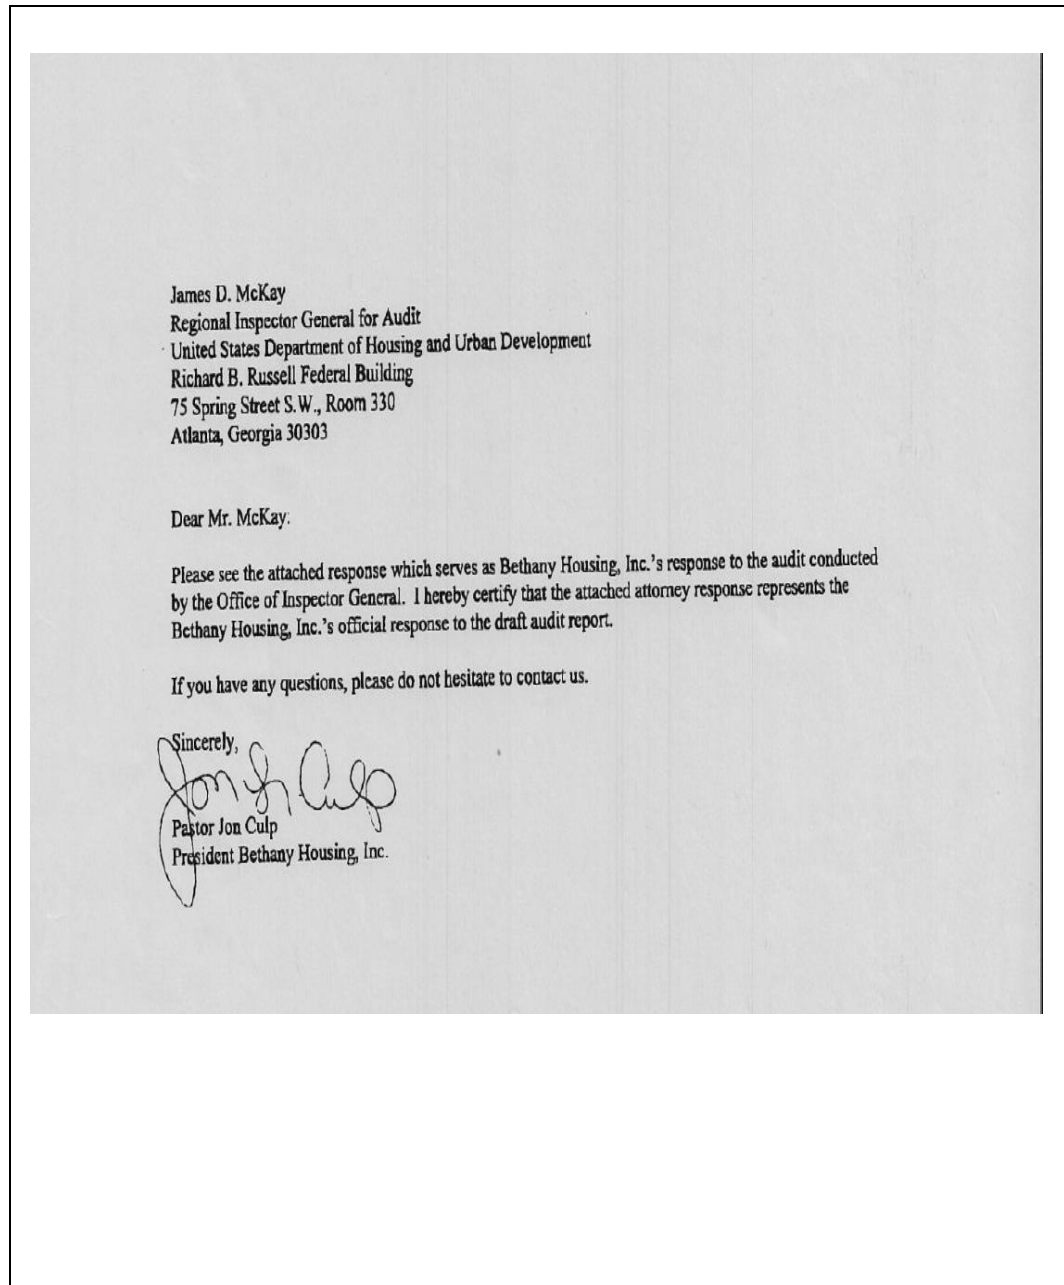 James D. McKay
Regional Inspector General for Audit
United States Department of Housing and Urban Development
Richard B. Russell Federal Building
75 Spring Street S.W., Room 330
Atlanta, Georgia 30303
Dear Mr. McKay:
Please see the attached response which serves as Bethany Housing, Inc.'s response to the audit conducted
by the Office of Inspector General. I hereby certify that the attached attorney response represents the
Bethany Housing, Inc.'s official response to the draft audit report.
If you have any questions, please do not hesitate to contact us.
Sincerely,
Jon Culp
Pastor Jon Culp
President Bethany Housing, Inc.